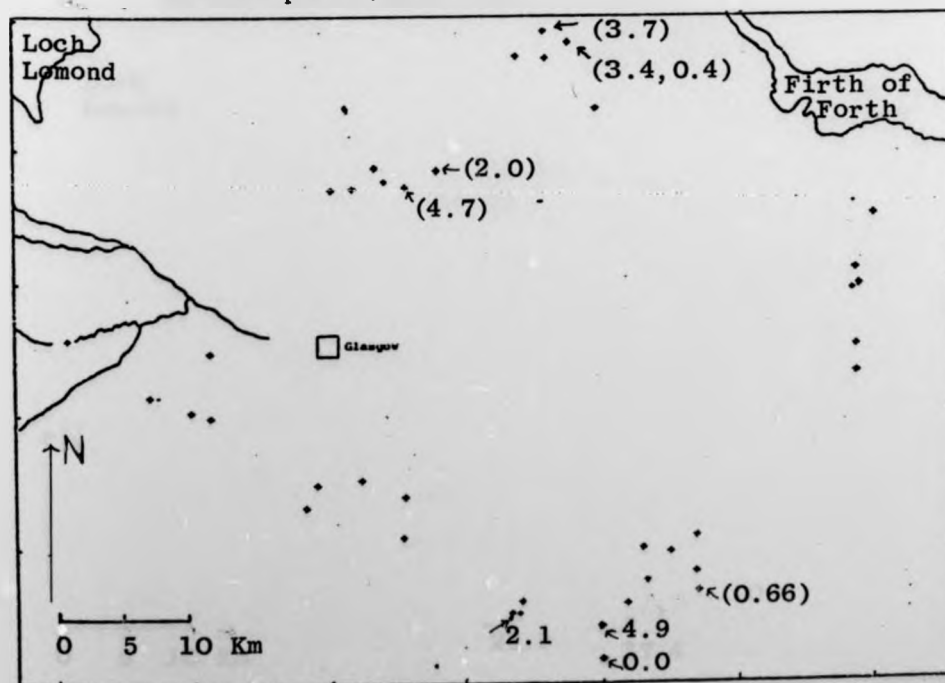 Loch
Lomond
(3.7)
(3.4,0.4)
Firth of
Forth
(2.0)
(4.7)
Glasgow
N
(0.66)
2.1
4.9
0.0
0 5 10 Km